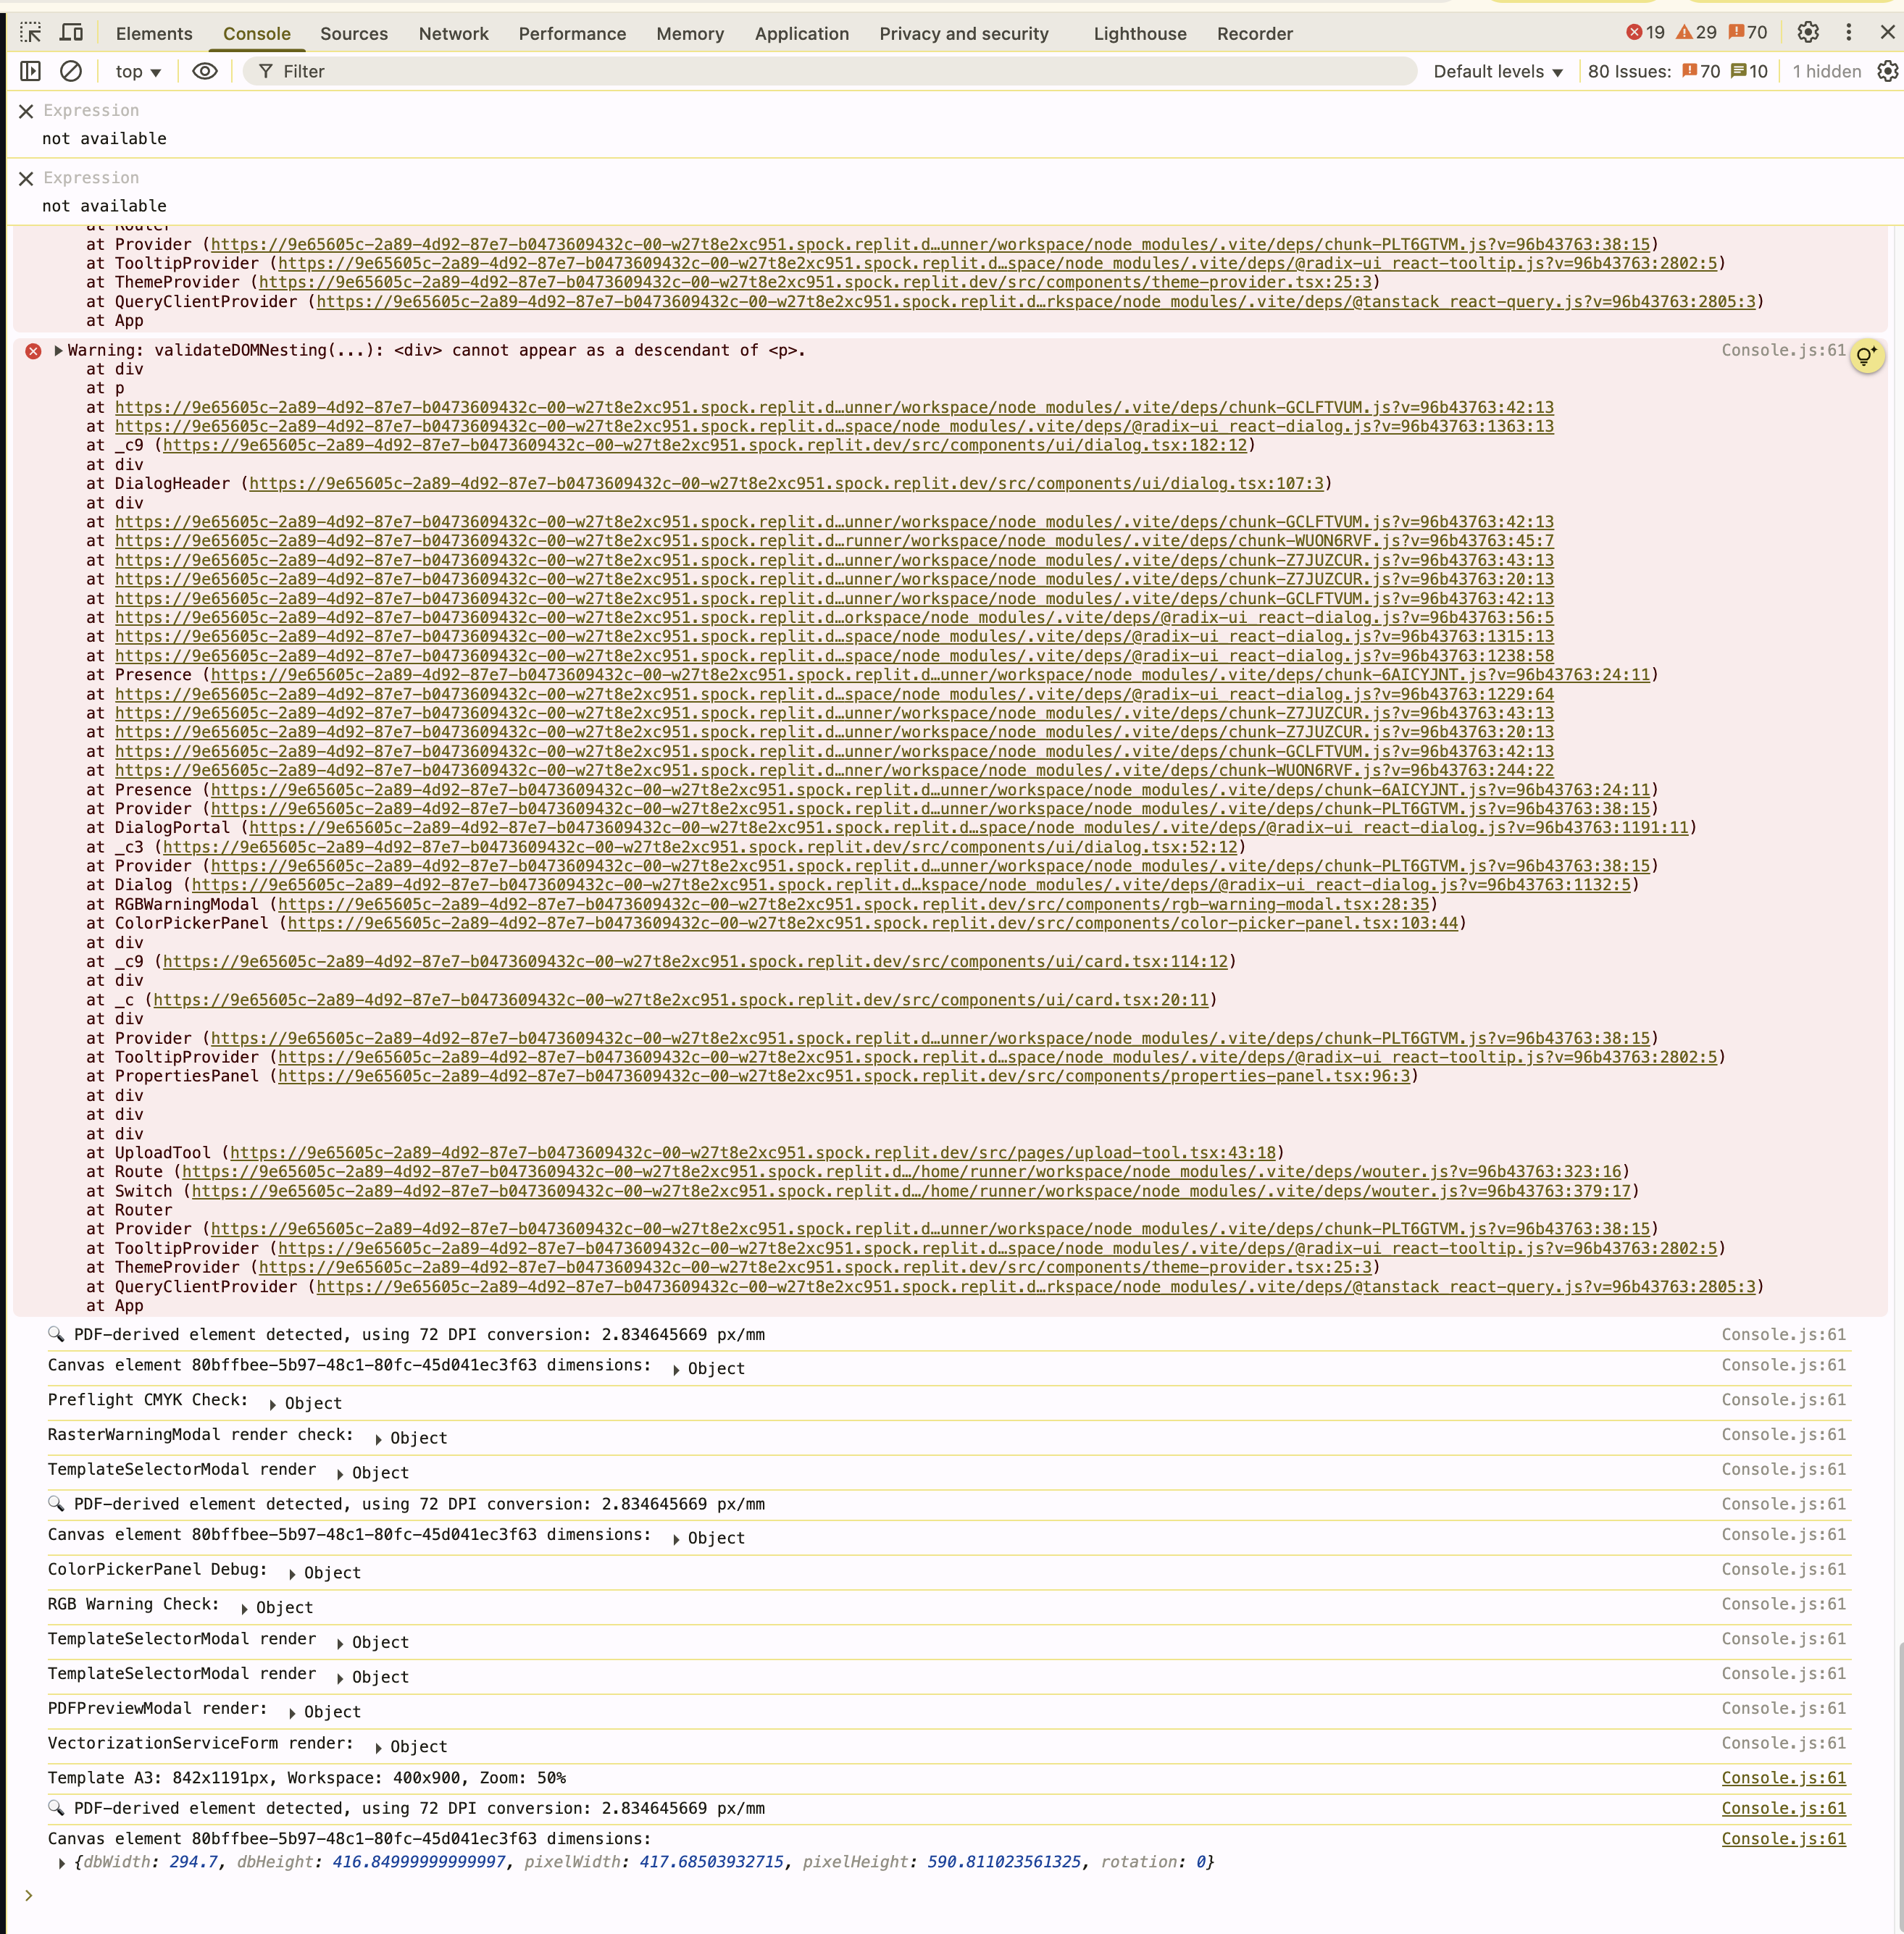 Elements Console Sources Network Performance Memory Application Privacy and security Lighthouse Recorder 19 29 70
top Filter Default levels 80 Issues: 70 10 1 hidden
Expression
not available
Expression
not available
at Router
at Provider (https://9e65605c-2a89-4d92-87e7-b0473609432c-00-w27t8e2xc951.spock.replit.d…unner/workspace/node_modules/.vite/deps/chunk-PLT6GTVM.js?v=96b43763:38:15)
at TooltipProvider (https://9e65605c-2a89-4d92-87e7-b0473609432c-00-w27t8e2xc951.spock.replit.d…space/node_modules/.vite/deps/@radix-ui_react-tooltip.js?v=96b43763:2802:5)
at ThemeProvider (https://9e65605c-2a89-4d92-87e7-b0473609432c-00-w27t8e2xc951.spock.replit.dev/src/components/theme-provider.tsx:25:3)
at QueryClientProvider (https://9e65605c-2a89-4d92-87e7-b0473609432c-00-w27t8e2xc951.spock.replit.d…rkspace/node_modules/.vite/deps/@tanstack_react-query.js?v=96b43763:2805:3)
at App
Warning: validateDOMNesting(...): <div> cannot appear as a descendant of <p>. Console.js:61
at div
at p
at https://9e65605c-2a89-4d92-87e7-b0473609432c-00-w27t8e2xc951.spock.replit.d…unner/workspace/node_modules/.vite/deps/chunk-GCLFTVUM.js?v=96b43763:42:13
at https://9e65605c-2a89-4d92-87e7-b0473609432c-00-w27t8e2xc951.spock.replit.d…space/node_modules/.vite/deps/@radix-ui_react-dialog.js?v=96b43763:1363:13
at _c9 (https://9e65605c-2a89-4d92-87e7-b0473609432c-00-w27t8e2xc951.spock.replit.dev/src/components/ui/dialog.tsx:182:12)
at div
at DialogHeader (https://9e65605c-2a89-4d92-87e7-b0473609432c-00-w27t8e2xc951.spock.replit.dev/src/components/ui/dialog.tsx:107:3)
at div
at https://9e65605c-2a89-4d92-87e7-b0473609432c-00-w27t8e2xc951.spock.replit.d…unner/workspace/node_modules/.vite/deps/chunk-GCLFTVUM.js?v=96b43763:42:13
at https://9e65605c-2a89-4d92-87e7-b0473609432c-00-w27t8e2xc951.spock.replit.d…runner/workspace/node_modules/.vite/deps/chunk-WUON6RVF.js?v=96b43763:45:7
at https://9e65605c-2a89-4d92-87e7-b0473609432c-00-w27t8e2xc951.spock.replit.d…unner/workspace/node_modules/.vite/deps/chunk-Z7JUZCUR.js?v=96b43763:43:13
at https://9e65605c-2a89-4d92-87e7-b0473609432c-00-w27t8e2xc951.spock.replit.d…unner/workspace/node_modules/.vite/deps/chunk-Z7JUZCUR.js?v=96b43763:20:13
at https://9e65605c-2a89-4d92-87e7-b0473609432c-00-w27t8e2xc951.spock.replit.d…unner/workspace/node_modules/.vite/deps/chunk-GCLFTVUM.js?v=96b43763:42:13
at https://9e65605c-2a89-4d92-87e7-b0473609432c-00-w27t8e2xc951.spock.replit.d…orkspace/node_modules/.vite/deps/@radix-ui_react-dialog.js?v=96b43763:56:5
at https://9e65605c-2a89-4d92-87e7-b0473609432c-00-w27t8e2xc951.spock.replit.d…space/node_modules/.vite/deps/@radix-ui_react-dialog.js?v=96b43763:1315:13
at https://9e65605c-2a89-4d92-87e7-b0473609432c-00-w27t8e2xc951.spock.replit.d…space/node_modules/.vite/deps/@radix-ui_react-dialog.js?v=96b43763:1238:58
at Presence (https://9e65605c-2a89-4d92-87e7-b0473609432c-00-w27t8e2xc951.spock.replit.d…unner/workspace/node_modules/.vite/deps/chunk-6AICYJNT.js?v=96b43763:24:11)
at https://9e65605c-2a89-4d92-87e7-b0473609432c-00-w27t8e2xc951.spock.replit.d…space/node_modules/.vite/deps/@radix-ui_react-dialog.js?v=96b43763:1229:64
at https://9e65605c-2a89-4d92-87e7-b0473609432c-00-w27t8e2xc951.spock.replit.d…unner/workspace/node_modules/.vite/deps/chunk-Z7JUZCUR.js?v=96b43763:43:13
at https://9e65605c-2a89-4d92-87e7-b0473609432c-00-w27t8e2xc951.spock.replit.d…unner/workspace/node_modules/.vite/deps/chunk-Z7JUZCUR.js?v=96b43763:20:13
at https://9e65605c-2a89-4d92-87e7-b0473609432c-00-w27t8e2xc951.spock.replit.d…unner/workspace/node_modules/.vite/deps/chunk-GCLFTVUM.js?v=96b43763:42:13
at https://9e65605c-2a89-4d92-87e7-b0473609432c-00-w27t8e2xc951.spock.replit.d…nner/workspace/node_modules/.vite/deps/chunk-WUON6RVF.js?v=96b43763:244:22
at Presence (https://9e65605c-2a89-4d92-87e7-b0473609432c-00-w27t8e2xc951.spock.replit.d…unner/workspace/node_modules/.vite/deps/chunk-6AICYJNT.js?v=96b43763:24:11)
at Provider (https://9e65605c-2a89-4d92-87e7-b0473609432c-00-w27t8e2xc951.spock.replit.d…unner/workspace/node_modules/.vite/deps/chunk-PLT6GTVM.js?v=96b43763:38:15)
at DialogPortal (https://9e65605c-2a89-4d92-87e7-b0473609432c-00-w27t8e2xc951.spock.replit.d…space/node_modules/.vite/deps/@radix-ui_react-dialog.js?v=96b43763:1191:11)
at _c3 (https://9e65605c-2a89-4d92-87e7-b0473609432c-00-w27t8e2xc951.spock.replit.dev/src/components/ui/dialog.tsx:52:12)
at Provider (https://9e65605c-2a89-4d92-87e7-b0473609432c-00-w27t8e2xc951.spock.replit.d…unner/workspace/node_modules/.vite/deps/chunk-PLT6GTVM.js?v=96b43763:38:15)
at Dialog (https://9e65605c-2a89-4d92-87e7-b0473609432c-00-w27t8e2xc951.spock.replit.d…kspace/node_modules/.vite/deps/@radix-ui_react-dialog.js?v=96b43763:1132:5)
at RGBWarningModal (https://9e65605c-2a89-4d92-87e7-b0473609432c-00-w27t8e2xc951.spock.replit.dev/src/components/rgb-warning-modal.tsx:28:35)
at ColorPickerPanel (https://9e65605c-2a89-4d92-87e7-b0473609432c-00-w27t8e2xc951.spock.replit.dev/src/components/color-picker-panel.tsx:103:44)
at div
at _c9 (https://9e65605c-2a89-4d92-87e7-b0473609432c-00-w27t8e2xc951.spock.replit.dev/src/components/ui/card.tsx:114:12)
at div
at _c (https://9e65605c-2a89-4d92-87e7-b0473609432c-00-w27t8e2xc951.spock.replit.dev/src/components/ui/card.tsx:20:11)
at div
at Provider (https://9e65605c-2a89-4d92-87e7-b0473609432c-00-w27t8e2xc951.spock.replit.d…unner/workspace/node_modules/.vite/deps/chunk-PLT6GTVM.js?v=96b43763:38:15)
at TooltipProvider (https://9e65605c-2a89-4d92-87e7-b0473609432c-00-w27t8e2xc951.spock.replit.d…space/node_modules/.vite/deps/@radix-ui_react-tooltip.js?v=96b43763:2802:5)
at PropertiesPanel (https://9e65605c-2a89-4d92-87e7-b0473609432c-00-w27t8e2xc951.spock.replit.dev/src/components/properties-panel.tsx:96:3)
at div
at div
at div
at UploadTool (https://9e65605c-2a89-4d92-87e7-b0473609432c-00-w27t8e2xc951.spock.replit.dev/src/pages/upload-tool.tsx:43:18)
at Route (https://9e65605c-2a89-4d92-87e7-b0473609432c-00-w27t8e2xc951.spock.replit.d…/home/runner/workspace/node_modules/.vite/deps/wouter.js?v=96b43763:323:16)
at Switch (https://9e65605c-2a89-4d92-87e7-b0473609432c-00-w27t8e2xc951.spock.replit.d…/home/runner/workspace/node_modules/.vite/deps/wouter.js?v=96b43763:379:17)
at Router
at Provider (https://9e65605c-2a89-4d92-87e7-b0473609432c-00-w27t8e2xc951.spock.replit.d…unner/workspace/node_modules/.vite/deps/chunk-PLT6GTVM.js?v=96b43763:38:15)
at TooltipProvider (https://9e65605c-2a89-4d92-87e7-b0473609432c-00-w27t8e2xc951.spock.replit.d…space/node_modules/.vite/deps/@radix-ui_react-tooltip.js?v=96b43763:2802:5)
at ThemeProvider (https://9e65605c-2a89-4d92-87e7-b0473609432c-00-w27t8e2xc951.spock.replit.dev/src/components/theme-provider.tsx:25:3)
at QueryClientProvider (https://9e65605c-2a89-4d92-87e7-b0473609432c-00-w27t8e2xc951.spock.replit.d…rkspace/node_modules/.vite/deps/@tanstack_react-query.js?v=96b43763:2805:3)
at App
🔍 PDF-derived element detected, using 72 DPI conversion: 2.834645669 px/mm Console.js:61
Canvas element 80bffbee-5b97-48c1-80fc-45d041ec3f63 dimensions: Object Console.js:61
Preflight CMYK Check: Object Console.js:61
RasterWarningModal render check: Object Console.js:61
TemplateSelectorModal render Object Console.js:61
🔍 PDF-derived element detected, using 72 DPI conversion: 2.834645669 px/mm Console.js:61
Canvas element 80bffbee-5b97-48c1-80fc-45d041ec3f63 dimensions: Object Console.js:61
ColorPickerPanel Debug: Object Console.js:61
RGB Warning Check: Object Console.js:61
TemplateSelectorModal render Object Console.js:61
TemplateSelectorModal render Object Console.js:61
PDFPreviewModal render: Object Console.js:61
VectorizationServiceForm render: Object Console.js:61
Template A3: 842x1191px, Workspace: 400x900, Zoom: 50% Console.js:61
🔍 PDF-derived element detected, using 72 DPI conversion: 2.834645669 px/mm Console.js:61
Canvas element 80bffbee-5b97-48c1-80fc-45d041ec3f63 dimensions: Console.js:61
{dbWidth: 294.7, dbHeight: 416.84999999999997, pixelWidth: 417.68503932715, pixelHeight: 590.811023561325, rotation: 0}